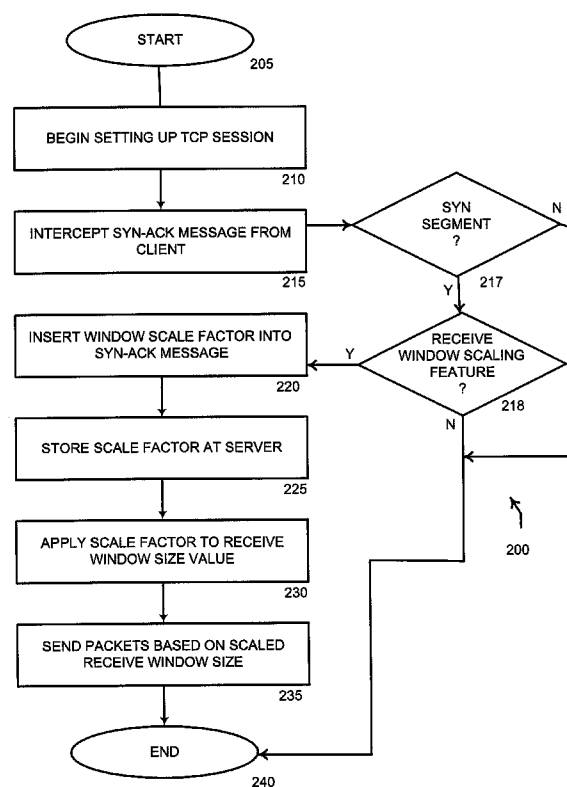 START
205
BEGIN SETTING UP TCP SESSION
210
INTERCEPT SYN-ACK MESSAGE FROM
CLIENT
215
SYN
SEGMENT
?
N
217
Y
RECEIVE
WINDOW SCALING
FEATURE
?
Y
218
N
INSERT WINDOW SCALE FACTOR INTO
SYN-ACK MESSAGE
220
STORE SCALE FACTOR AT SERVER
225
APPLY SCALE FACTOR TO RECEIVE
WINDOW SIZE VALUE
230
200
SEND PACKETS BASED ON SCALED
RECEIVE WINDOW SIZE
235
END
240